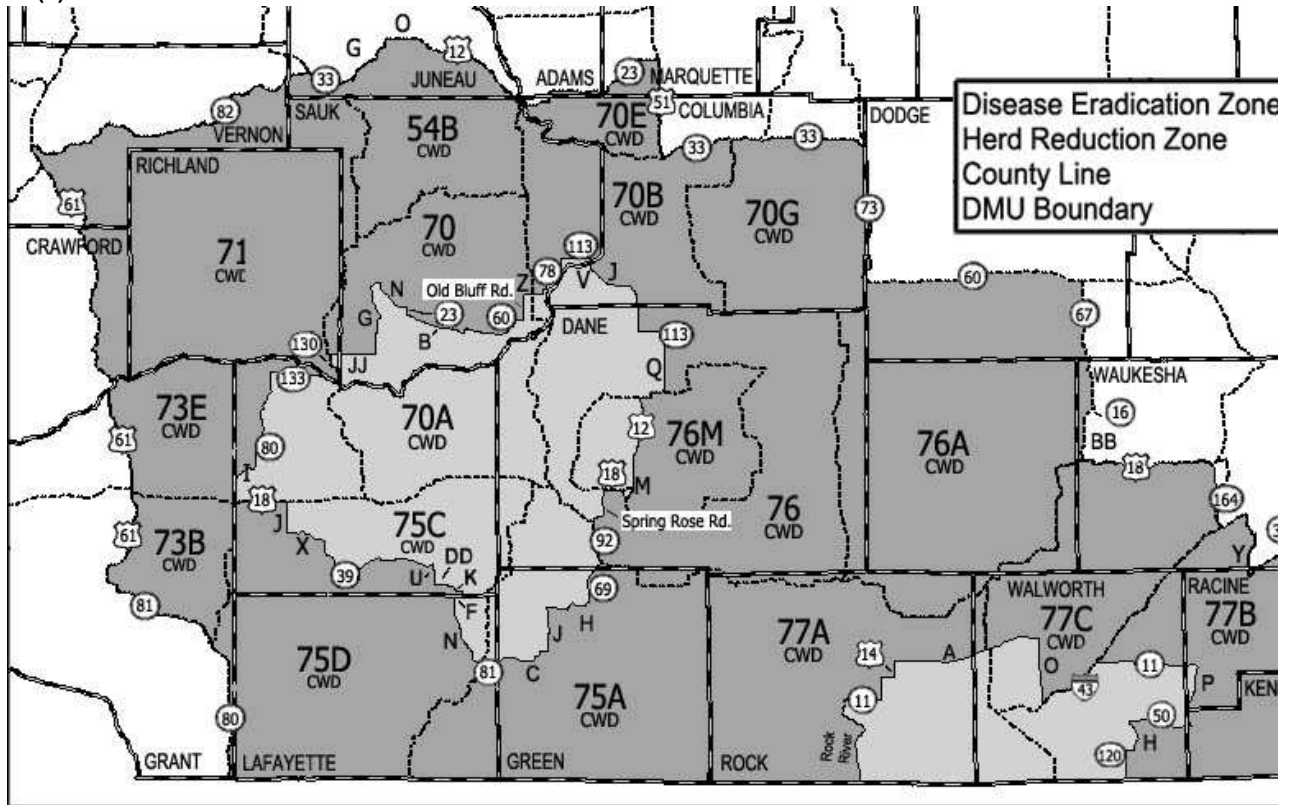 G
O
12
33
JUNEAU
ADAMS
23
MARQUETTE
82
VERNON
SAUK
54B
CWD
70E
CWD
51
COLUMBIA
DODGE
Disease Eradication Zone
Herd Reduction Zone
County Line
DMU Boundary
33
33
RICHLAND
61
CRAWFORD
71
70
CWD
70B
CWD
70G
CWD
73
N
Old Bluff Rd.
Z
78
113
V
J
60
G
23
60
B
DANE
113
67
130
JJ
133
Q
WAUKESHA
73E
CWD
61
70A
CWD
12
76M
CWD
76A
CWD
16
BB
80
I
18
18
M
18
164
Spring Rose Rd.
76
CWD
61
73B
CWD
J
X
75C
CWD
92
Y
39
U
DD
K
81
F
69
H
WALWORTH
RACINE
77C
CWD
77B
CWD
N
J
77A
CWD
14
A
O
11
75D
CWD
81
C
75A
CWD
43
P
KEN
11
50
80
Rock
River
H
120
GRANT
LAFAYETTE
GREEN
ROCK